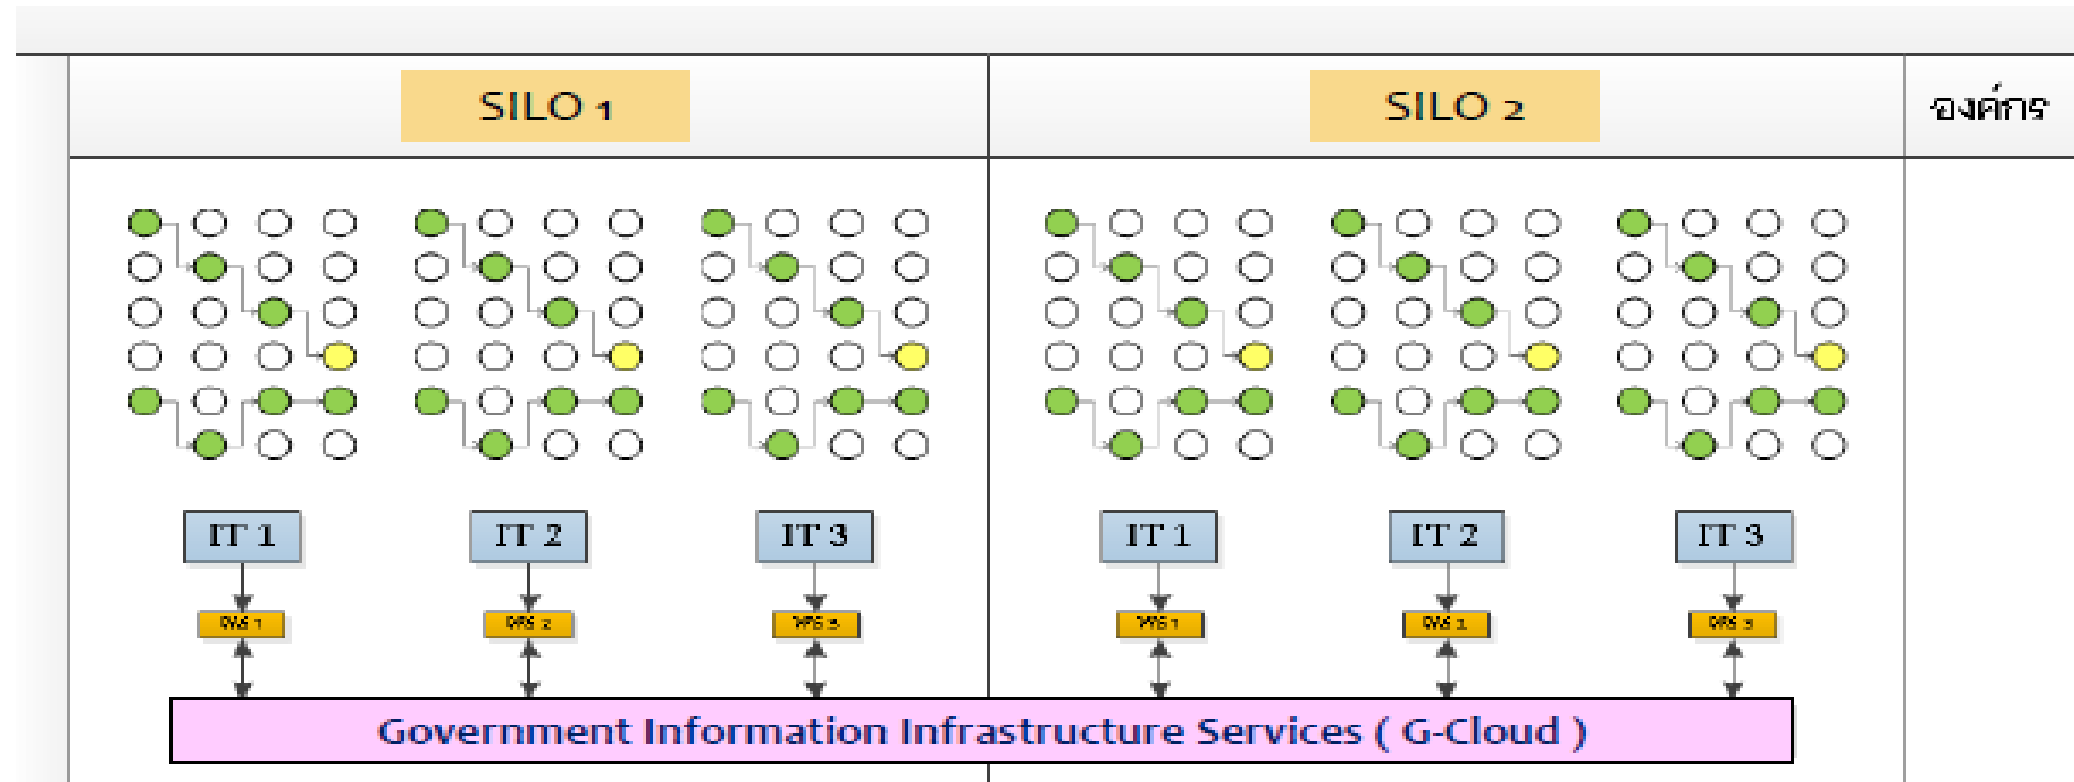 SILO 1
SILO 2
องค์กร
IT 1
IT 2
IT 3
IT 1
IT 2
IT 3
Government Information Infrastructure Services ( G-Cloud )